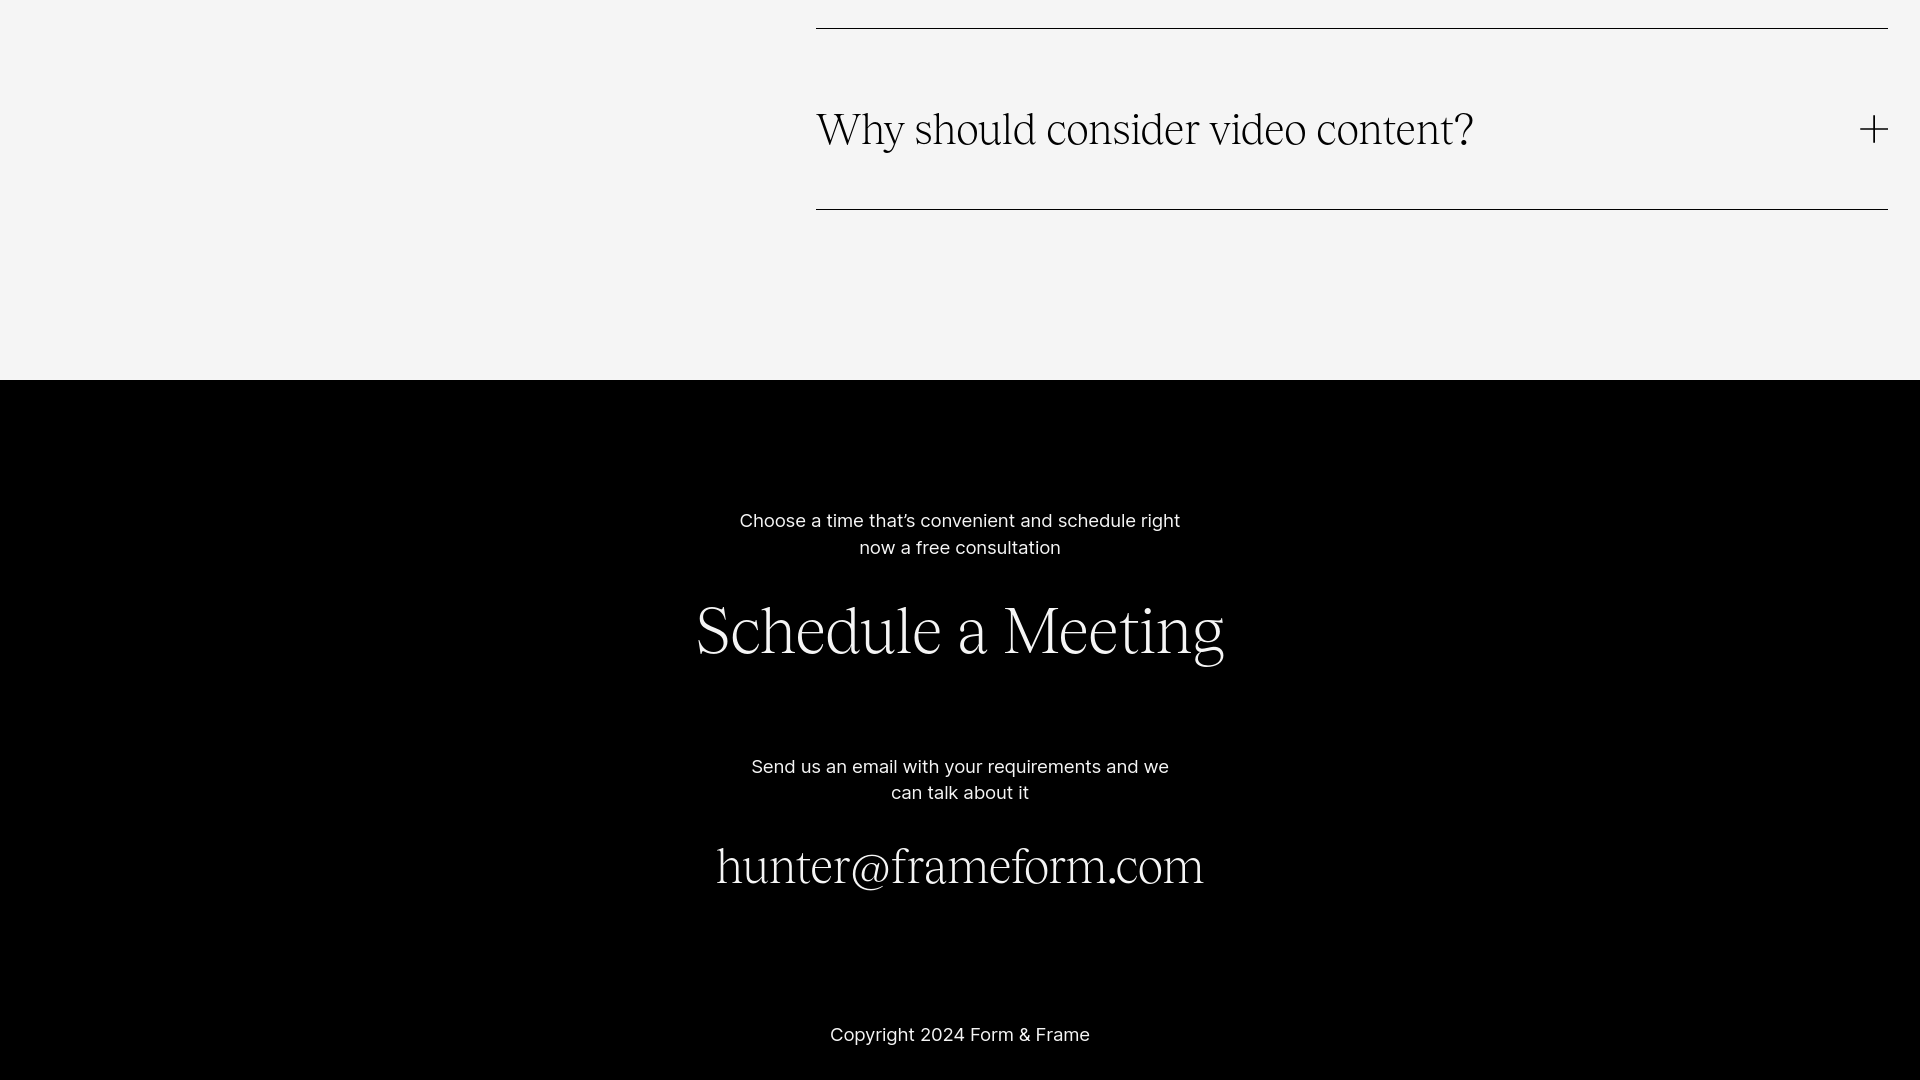 Why should consider video content?
Choose a time that’s convenient and schedule right
now a free consultation
Schedule a Meeting
Send us an email with your requirements and we
can talk about it
hunter@frameform.com
Copyright 2024 Form & Frame